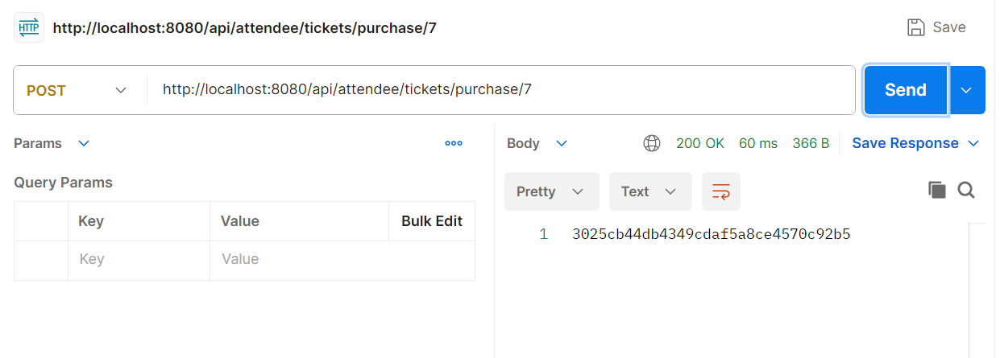 HTTP http://localhost:8080/api/attendee/tickets/purchase/7 Save
POST http://localhost:8080/api/attendee/tickets/purchase/7 Send
Params
Query Params
Key Value Bulk Edit
Key Value
Body 200 OK 60 ms 366 B Save Response
Pretty Text
1 3025cb44db4349cdaf5a8ce4570c92b5